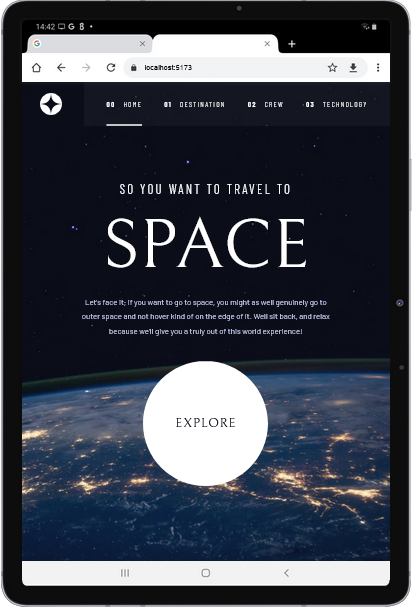 14:42
G
localhost:5173
00 HOME 01 DESTINATION 02 CREW 03 TECHNOLOGY
SO YOU WANT TO TRAVEL TO
SPACE
Let's face it; if you want to go to space, you might as well genuinely go to
outer space and not hover kind of on the edge of it. Well sit back, and relax
because we'll give you a truly out of this world experience!
EXPLORE